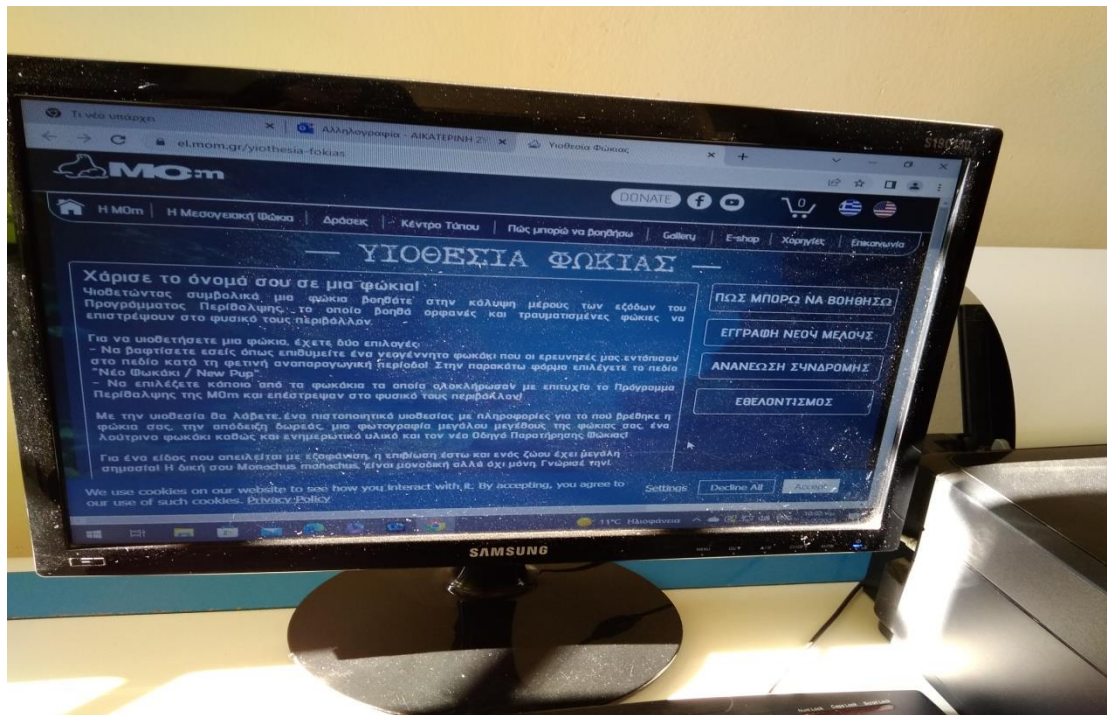 Τι νέο υπάρχει
Αλληλογραφία - ΑΙΚΑΤΕΡΙΝΗ
Υιοθεσία Φώκιας
el.mom.gr/yiothesia-fokias
MOm
DONATE
0
Η MOm | Η Μεσογειακή Φώκια | Δράσεις | Κέντρο Τύπου | Πώς μπορώ να βοηθήσω | Gallery | E-shop | Χορηγίες | Επικοινωνία
— ΥΙΟΘΕΣΙΑ ΦΩΚΙΑΣ —
Χάρισε το όνομά σου σε μια φώκια!
Υιοθετώντας συμβολικά μια φώκια βοηθάτε στην κάλυψη μέρους των εξόδων του
Προγράμματος Περίθαλψης, το οποίο βοηθά ορφανές και τραυματισμένες φώκιες να
επιστρέψουν στο φυσικό τους περιβάλλον.
Για να υιοθετήσετε μια φώκια, έχετε δύο επιλογές:
– Να βαφτίσετε εσείς όπως επιθυμείτε ένα νεογέννητο φωκάκι που οι ερευνητές μας εντόπισαν
στο πεδίο κατά τη φετινή αναπαραγωγική περίοδο! Στην παρακάτω φόρμα επιλέγετε το πεδίο
"Νέο Φωκάκι / New Pup"
– Να επιλέξετε κάποιο από τα φωκάκια τα οποία ολοκλήρωσαν με επιτυχία το Πρόγραμμα
Περίθαλψης της MOm και επέστρεψαν στο φυσικό τους περιβάλλον!
Με την υιοθεσία θα λάβετε ένα πιστοποιητικό υιοθεσίας με πληροφορίες για το πού βρέθηκε η
φώκια σας, την απόδειξη δωρεάς, μια φωτογραφία μεγάλου μεγέθους της φώκιας σας, ένα
λούτρινο φωκάκι καθώς και ενημερωτικό υλικό και τον νέο Οδηγό Παρατήρησης Φώκιας!
Για ένα είδος που απειλείται με εξαφάνιση, η επιβίωση έστω και ενός ζώου έχει μεγάλη
σημασία! Η δική σου Monachus monachus, είναι μοναδική αλλά όχι μόνη. Γνώρισέ την!
ΠΩΣ ΜΠΟΡΩ ΝΑ ΒΟΗΘΗΣΩ
ΕΓΓΡΑΦΗ ΝΕΟΥ ΜΕΛΟΥΣ
ΑΝΑΝΕΩΣΗ ΣΥΝΔΡΟΜΗΣ
ΕΘΕΛΟΝΤΙΣΜΟΣ
We use cookies on our website to see how you interact with it. By accepting, you agree to
our use of such cookies. Privacy Policy
Settings
Decline All
Accept
11°C Ηλιοφάνεια
SAMSUNG
MENU